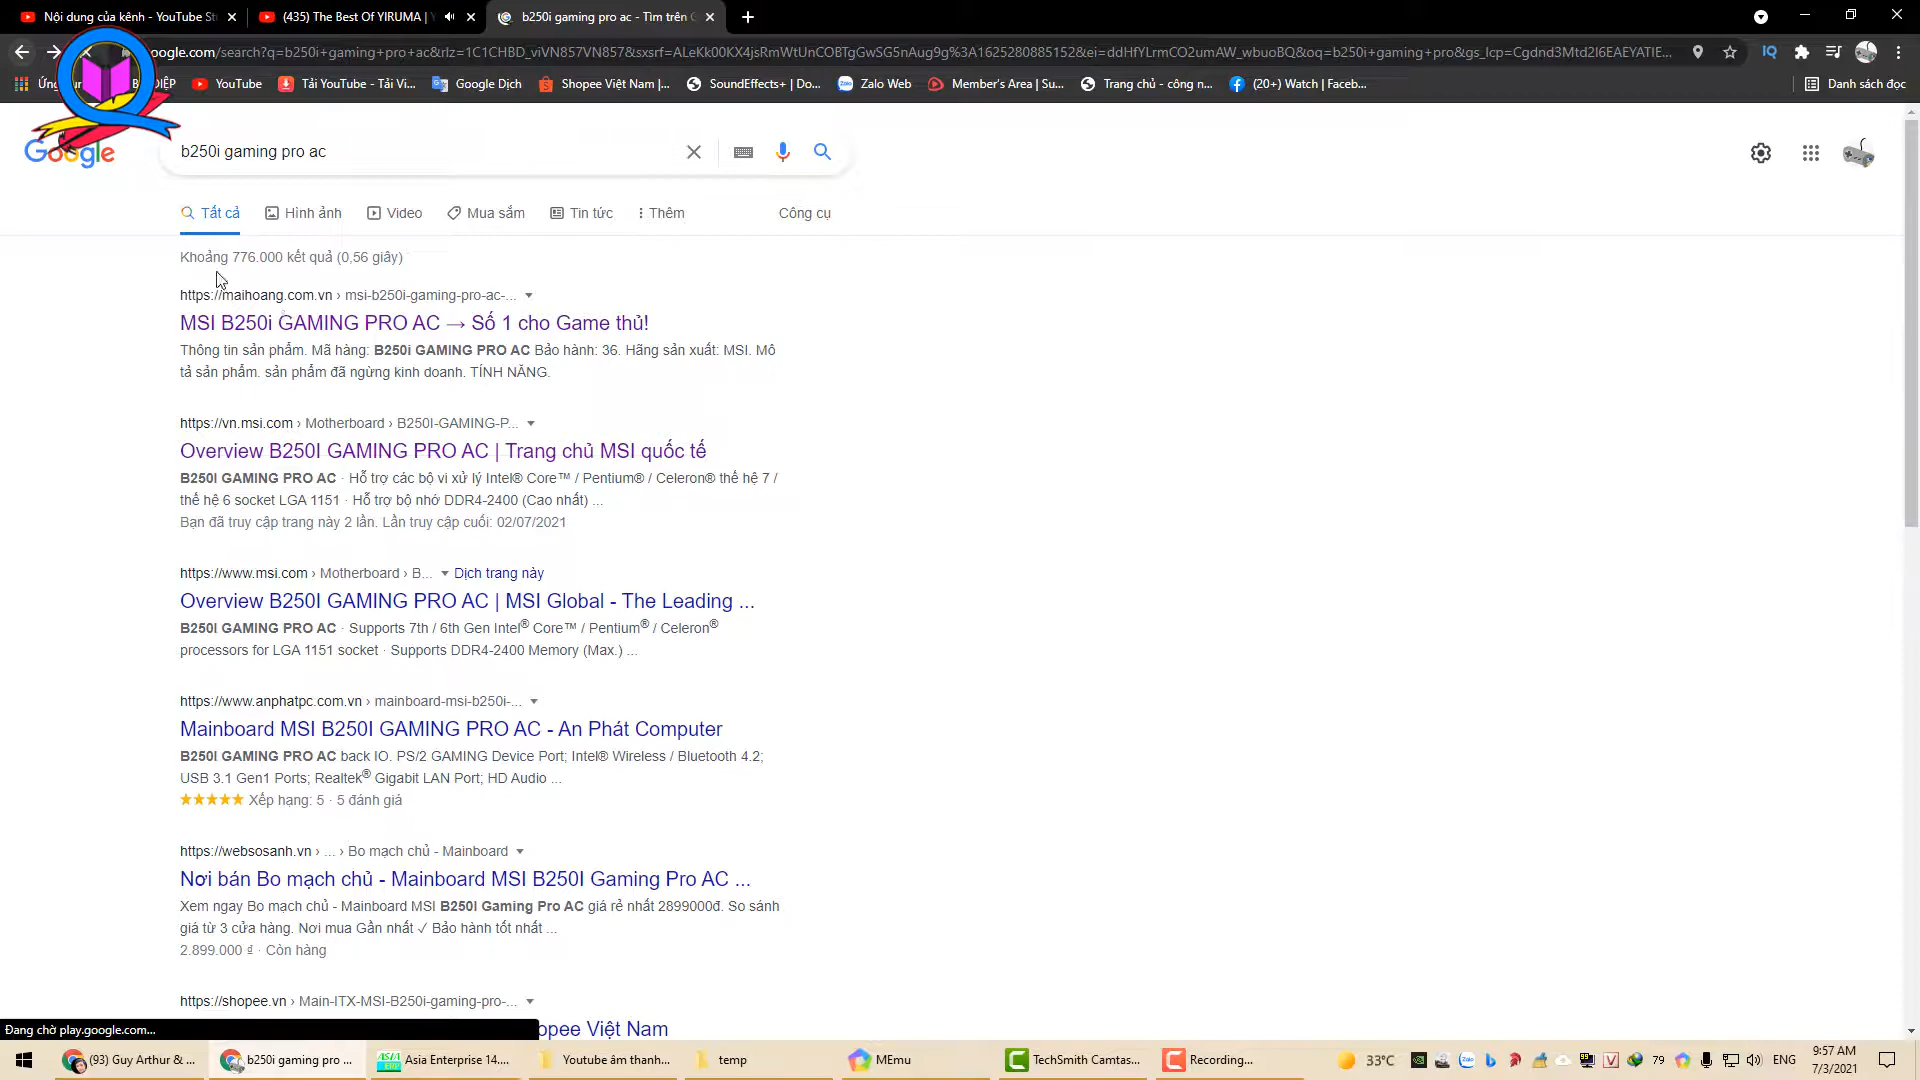 Nội dung của kênh - YouTube St
(435) The Best Of YIRUMA | Y
b250i gaming pro ac - Tìm trên G
oogle.com/search?q=b250i+gaming+pro+ac&rlz=1C1CHBD_viVN857VN857&sxsrf=ALeKk00KX4jsRmWtUnCOBTgGwSG5nAug9g%3A1625280885152&ei=ddHfYLrmCO2umAW_wbuoBQ&oq=b250i+gaming+pro&gs_lcp=Cgdnd3Mtd2l6EAEYATIE...
IQ
YouTube
Tải YouTube - Tải Vi...
Google Dịch
Shopee Việt Nam |...
SoundEffects+ | Do...
Zalo Web
Member's Area | Su...
Trang chủ - công n...
(20+) Watch | Faceb...
Danh sách đọc
Google
b250i gaming pro ac
Tất cả
Hình ảnh
Video
Mua sắm
Tin tức
Thêm
Công cụ
Khoảng 776.000 kết quả (0,56 giây)
https://maihoang.com.vn › msi-b250i-gaming-pro-ac-...
MSI B250i GAMING PRO AC → Số 1 cho Game thủ!
Thông tin sản phẩm. Mã hàng: B250i GAMING PRO AC Bảo hành: 36. Hãng sản xuất: MSI. Mô
tả sản phẩm. sản phẩm đã ngừng kinh doanh. TÍNH NĂNG.
https://vn.msi.com › Motherboard › B250I-GAMING-P...
Overview B250I GAMING PRO AC | Trang chủ MSI quốc tế
B250I GAMING PRO AC · Hỗ trợ các bộ vi xử lý Intel® Core™ / Pentium® / Celeron® thế hệ 7 /
thế hệ 6 socket LGA 1151 · Hỗ trợ bộ nhớ DDR4-2400 (Cao nhất) ...
Bạn đã truy cập trang này 2 lần. Lần truy cập cuối: 02/07/2021
https://www.msi.com › Motherboard › B... Dịch trang này
Overview B250I GAMING PRO AC | MSI Global - The Leading ...
B250I GAMING PRO AC · Supports 7th / 6th Gen Intel® Core™ / Pentium® / Celeron®
processors for LGA 1151 socket · Supports DDR4-2400 Memory (Max.) ...
https://www.anphatpc.com.vn › mainboard-msi-b250i-...
Mainboard MSI B250I GAMING PRO AC - An Phát Computer
B250I GAMING PRO AC back IO. PS/2 GAMING Device Port; Intel® Wireless / Bluetooth 4.2;
USB 3.1 Gen1 Ports; Realtek® Gigabit LAN Port; HD Audio ...
★★★★★ Xếp hạng: 5 · 5 đánh giá
https://websosanh.vn › ... › Bo mạch chủ - Mainboard
Nơi bán Bo mạch chủ - Mainboard MSI B250I Gaming Pro AC ...
Xem ngay Bo mạch chủ - Mainboard MSI B250I Gaming Pro AC giá rẻ nhất 2899000đ. So sánh
giá từ 3 cửa hàng. Nơi mua Gần nhất ✓ Bảo hành tốt nhất ...
2.899.000 ₫ · Còn hàng
https://shopee.vn › Main-ITX-MSI-B250i-gaming-pro-...
opee Việt Nam
Đang chờ play.google.com...
(93) Guy Arthur & ...
b250i gaming pro ...
Asia Enterprise 14....
Youtube âm thanh...
temp
MEmu
TechSmith Camtas...
Recording...
33°C
79
ENG
9:57 AM
7/3/2021